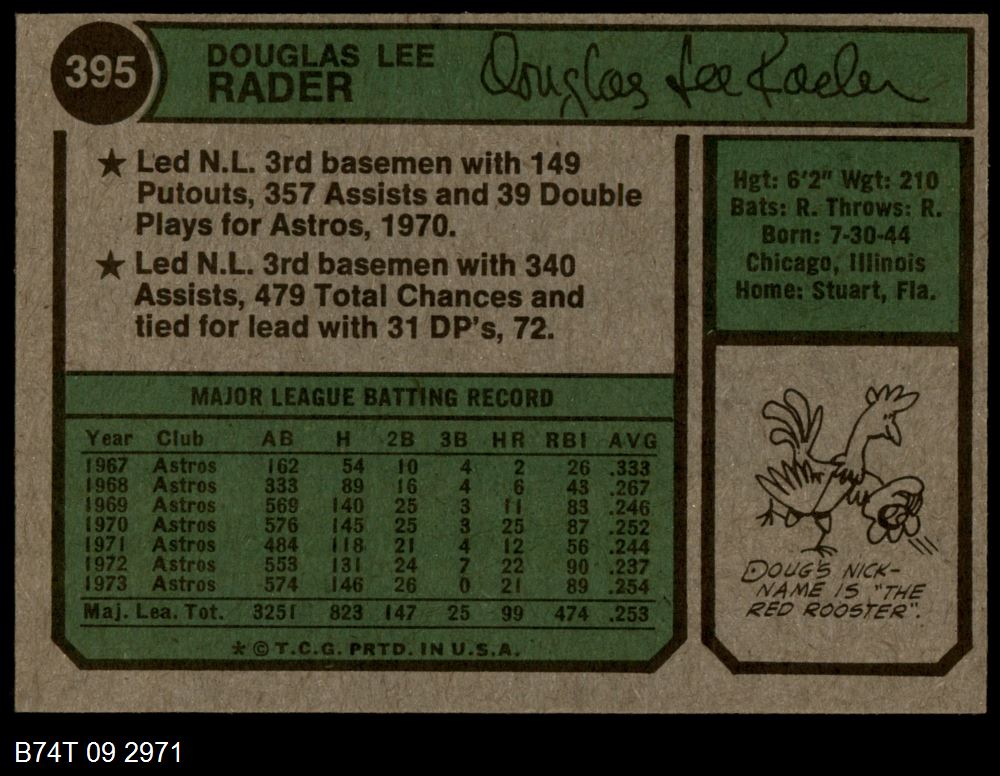 395
DOUGLAS LEE
RADER
Douglas Lee Rader
★ Led N.L. 3rd basemen with 149
Putouts, 357 Assists and 39 Double
Plays for Astros, 1970.
★ Led N.L. 3rd basemen with 340
Assists, 479 Total Chances and
tied for lead with 31 DP's, 72.
Hgt: 6'2" Wgt: 210
Bats: R. Throws: R.
Born: 7-30-44
Chicago, Illinois
Home: Stuart, Fla.
MAJOR LEAGUE BATTING RECORD
Year Club AB H 2B 3B HR RBI AVG
1967 Astros 162 54 10 4 2 26 .333
1968 Astros 333 89 16 4 6 43 .267
1969 Astros 569 140 25 3 11 83 .246
1970 Astros 576 145 25 3 25 87 .252
1971 Astros 484 118 21 4 12 56 .244
1972 Astros 553 131 24 7 22 90 .237
1973 Astros 574 146 26 0 21 89 .254
Maj. Lea. Tot. 3251 823 147 25 99 474 .253
* © T.C.G. PRTD. IN U.S.A.
DOUG'S NICK-
NAME IS "THE
RED ROOSTER".
B74T 09 2971